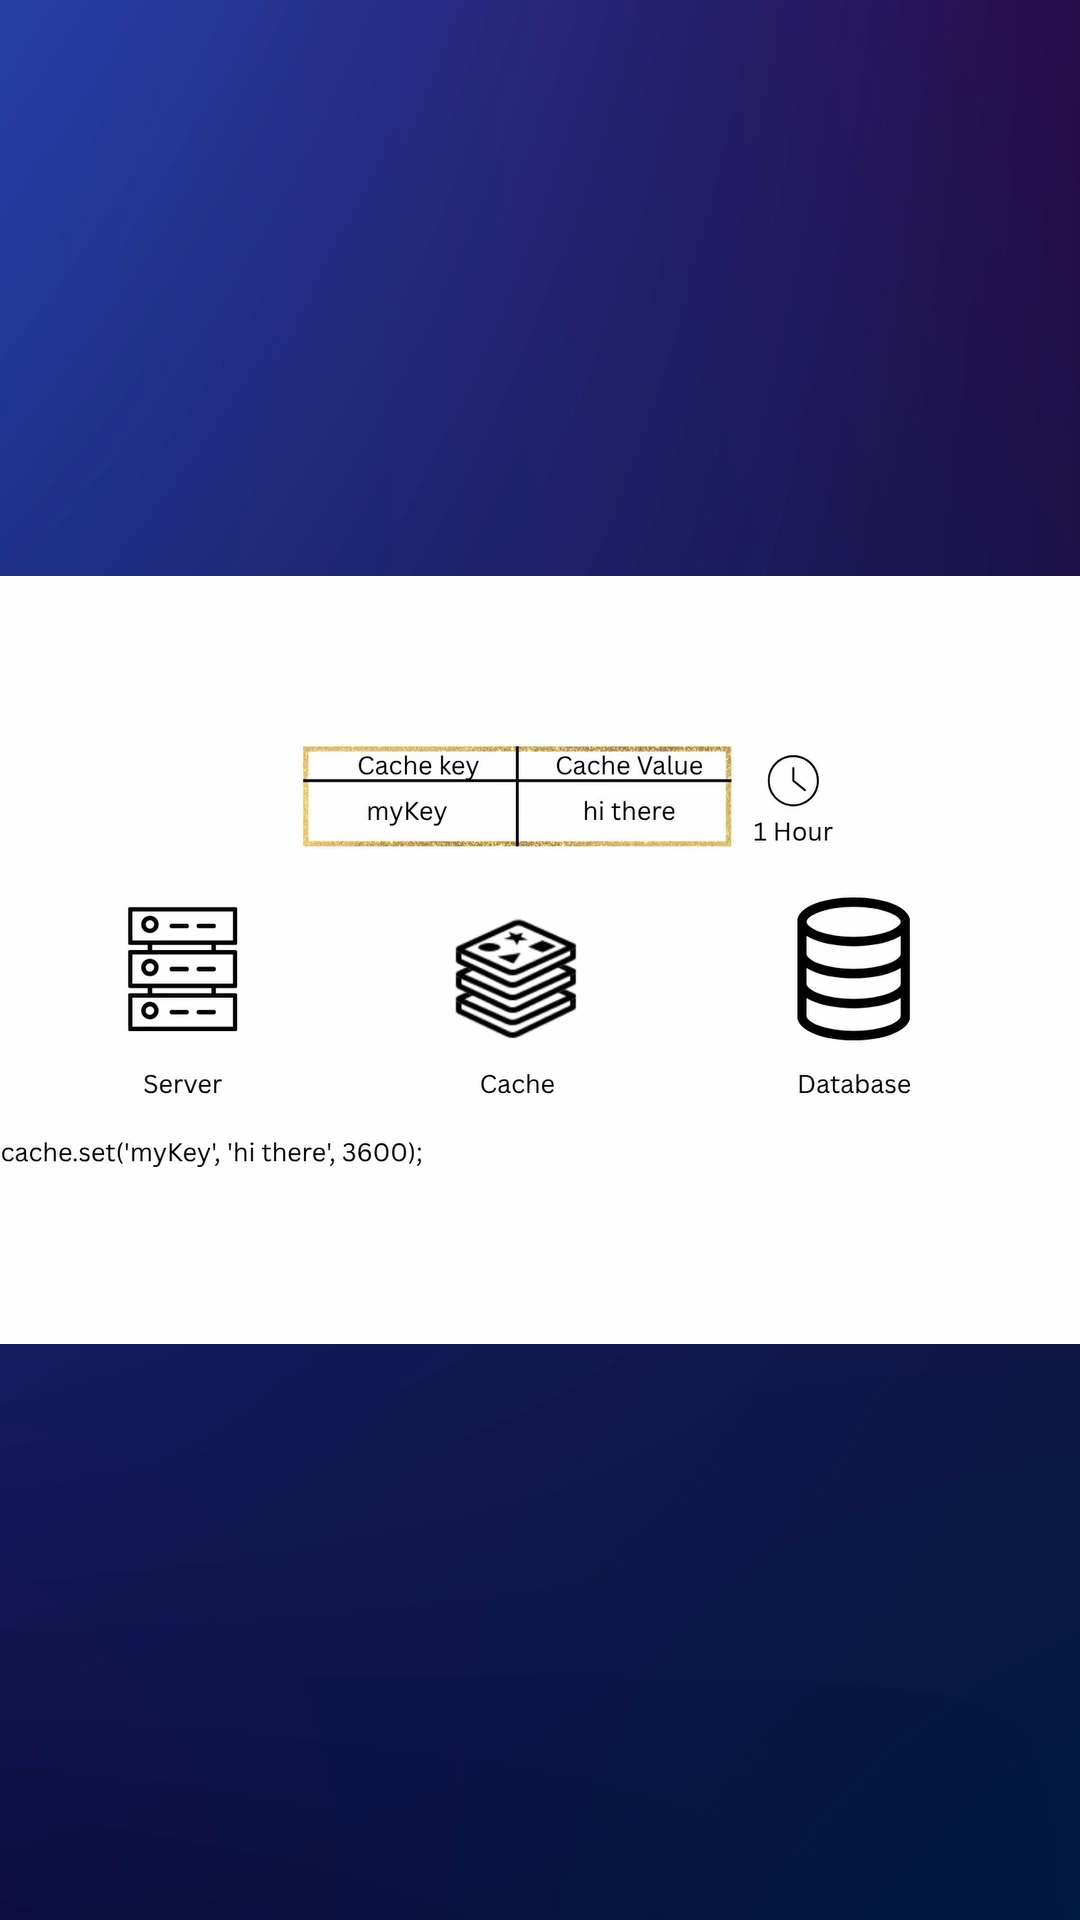 Cache key Cache Value
myKey hi there
1 Hour
Server Cache Database
cache.set('myKey', 'hi there', 3600);